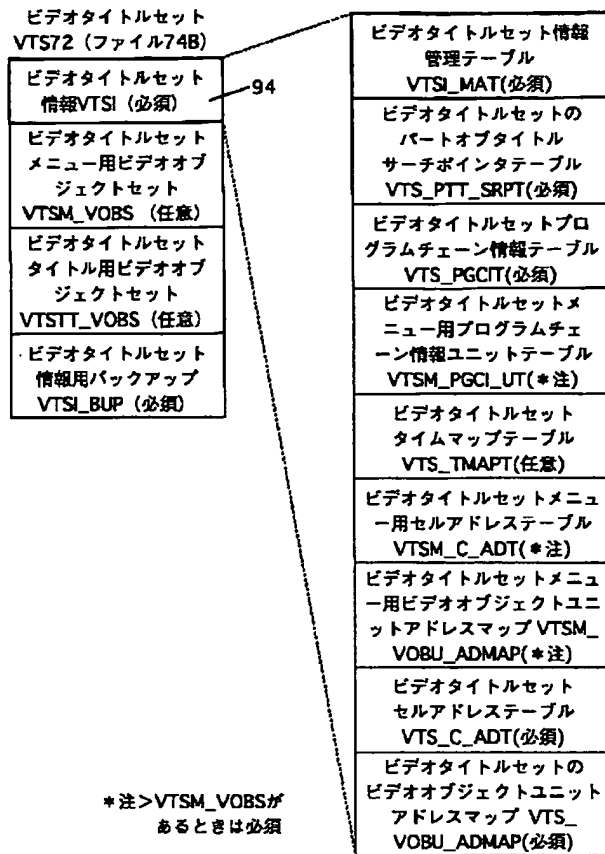 ビデオタイトルセット
VTS72（ファイル74B）
ビデオタイトルセット
情報VTSI（必須）
94
ビデオタイトルセット
メニュー用ビデオオブ
ジェクトセット
VTSM_VOBS （任意）
ビデオタイトルセット
タイトル用ビデオオブ
ジェクトセット
VTSTT_VOBS（任意）
ビデオタイトルセット
情報用バックアップ
VTSI_BUP（必須）
ビデオタイトルセット情報
管理テーブル
VTSI_MAT(必須)
ビデオタイトルセットの
パートオブタイトル
サーチポインタテーブル
VTS_PTT_SRPT(必須)
ビデオタイトルセットプロ
グラムチェーン情報テーブル
VTS_PGCIT(必須)
ビデオタイトルセットメ
ニュー用プログラムチェ
ーン情報ユニットテーブル
VTSM_PGCI_UT(＊注)
ビデオタイトルセット
タイムマップテーブル
VTS_TMAPT(任意)
ビデオタイトルセットメニュ
ー用セルアドレステーブル
VTSM_C_ADT(＊注)
ビデオタイトルセットメニュ
ー用ビデオオブジェクトユニ
ットアドレスマップ VTSM_
VOBU_ADMAP(＊注)
ビデオタイトルセット
セルアドレステーブル
VTS_C_ADT(必須)
ビデオタイトルセットの
ビデオオブジェクトユニット
アドレスマップ VTS_
VOBU_ADMAP(必須)
＊注＞VTSM_VOBSが
あるときは必須